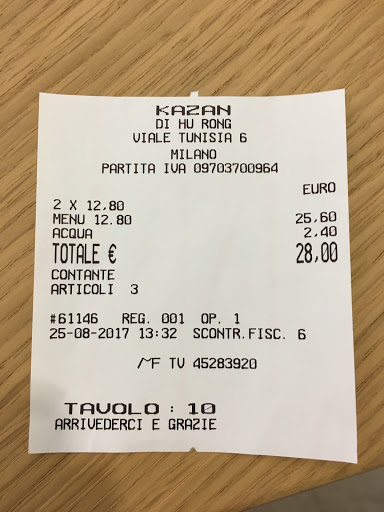 KAZAN
DI HU RONG
VIALE TUNISIA 6
MILANO
PARTITA IVA 09703700964
EURO
2 X 12,80
MENU 12.80 25,60
ACQUA 2,40
TOTALE € 28,00
CONTANTE
ARTICOLI 3
#61146 REG. 001 OP. 1
25-08-2017 13:32 SCONTR.FISC. 6
MF TV 45283920
TAVOLO : 10
ARRIVEDERCI E GRAZIE